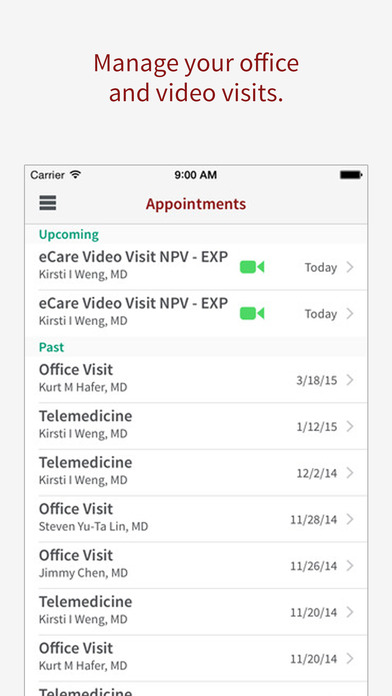 Manage your office
and video visits.
Carrier 9:00 AM
Appointments
Upcoming
eCare Video Visit NPV - EXP
Kirsti I Weng, MD
Today
eCare Video Visit NPV - EXP
Kirsti I Weng, MD
Today
Past
Office Visit
Kurt M Hafer, MD
3/18/15
Telemedicine
Kirsti I Weng, MD
1/12/15
Telemedicine
Kirsti I Weng, MD
12/2/14
Office Visit
Steven Yu-Ta Lin, MD
11/28/14
Office Visit
Jimmy Chen, MD
11/26/14
Telemedicine
Kirsti I Weng, MD
11/20/14
Office Visit
Kurt M Hafer, MD
11/20/14
Telemedicine